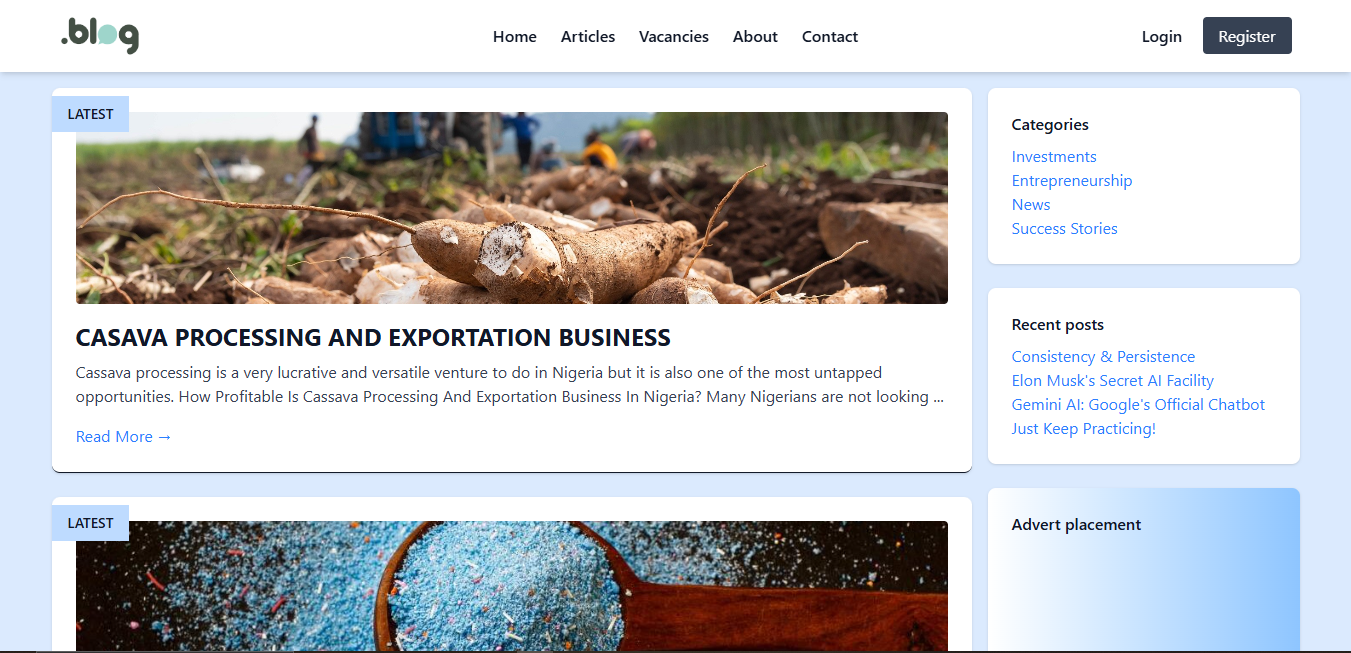 .blog
Home Articles Vacancies About Contact
Login Register
LATEST
CASAVA PROCESSING AND EXPORTATION BUSINESS
Cassava processing is a very lucrative and versatile venture to do in Nigeria but it is also one of the most untapped
opportunities. How Profitable Is Cassava Processing And Exportation Business In Nigeria? Many Nigerians are not looking ...
Read More →
LATEST
Categories
Investments
Entrepreneurship
News
Success Stories
Recent posts
Consistency & Persistence
Elon Musk's Secret AI Facility
Gemini AI: Google's Official Chatbot
Just Keep Practicing!
Advert placement